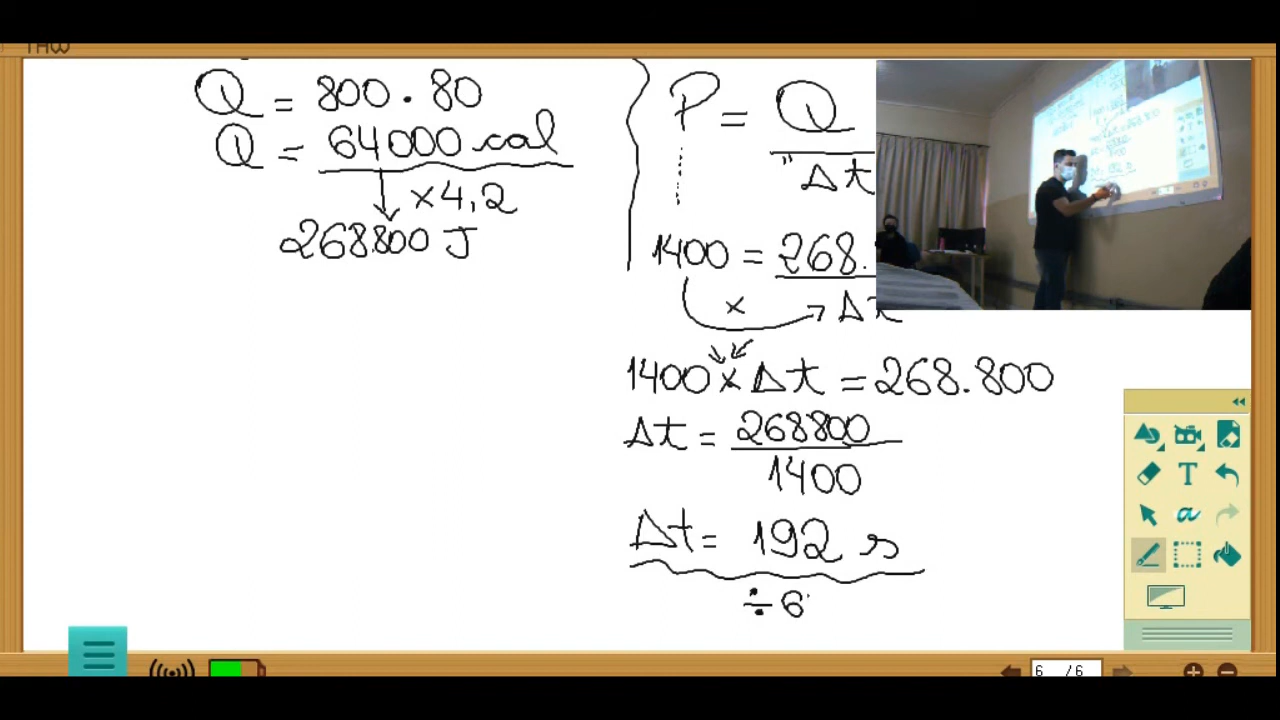 Q = 800 . 80
Q = 64000 cal
×4,2
268800 J
P = Q
Δt
1400 = 268.
×
Δt
1400 × Δt = 268.800
Δt = 268800
1400
Δt = 192 s
÷ 6
T
a
6 /6